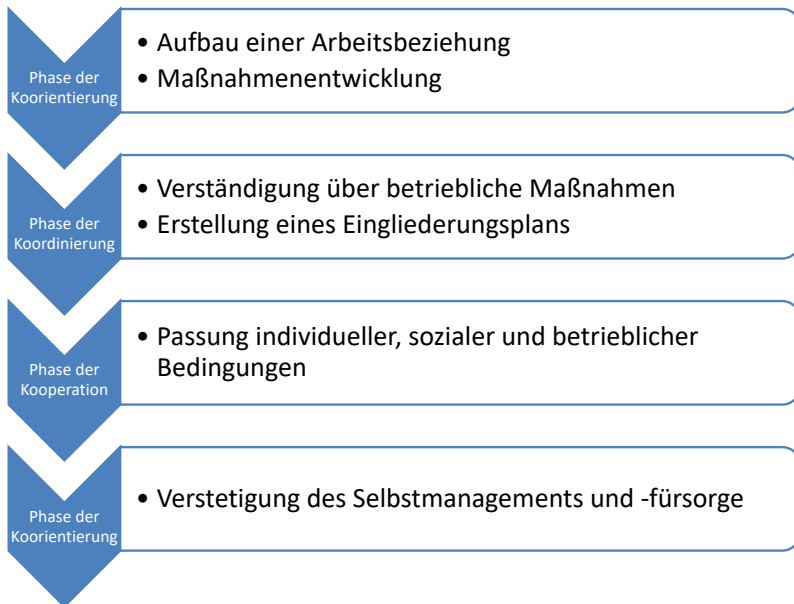 Phase der
Koorientierung
• Aufbau einer Arbeitsbeziehung
• Maßnahmenentwicklung
Phase der
Koordinierung
• Verständigung über betriebliche Maßnahmen
• Erstellung eines Eingliederungsplans
Phase der
Kooperation
• Passung individueller, sozialer und betrieblicher
Bedingungen
Phase der
Koorientierung
• Verstetigung des Selbstmanagements und -fürsorge